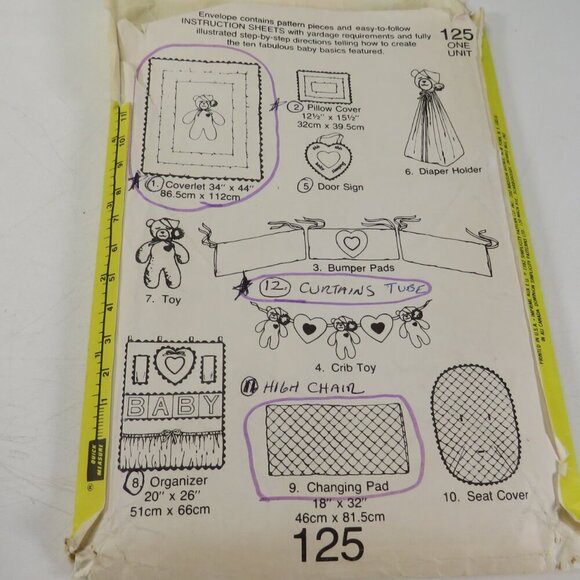 Envelope contains pattern pieces and easy-to-follow
INSTRUCTION SHEETS with yardage requirements and fully
illustrated step-by-step directions telling how to create
the ten fabulous baby basics featured.
125
ONE
UNIT
1. Coverlet 34" x 44"
86.5cm x 112cm
2. Pillow Cover
12½" x 15½"
32cm x 39.5cm
5. Door Sign
6. Diaper Holder
7. Toy
3. Bumper Pads
12. CURTAINS TUBE
4. Crib Toy
11 HIGH CHAIR
BABY
8. Organizer
20" x 26"
51cm x 66cm
9. Changing Pad
18" x 32"
46cm x 81.5cm
10. Seat Cover
125
QUICK
MEASURE